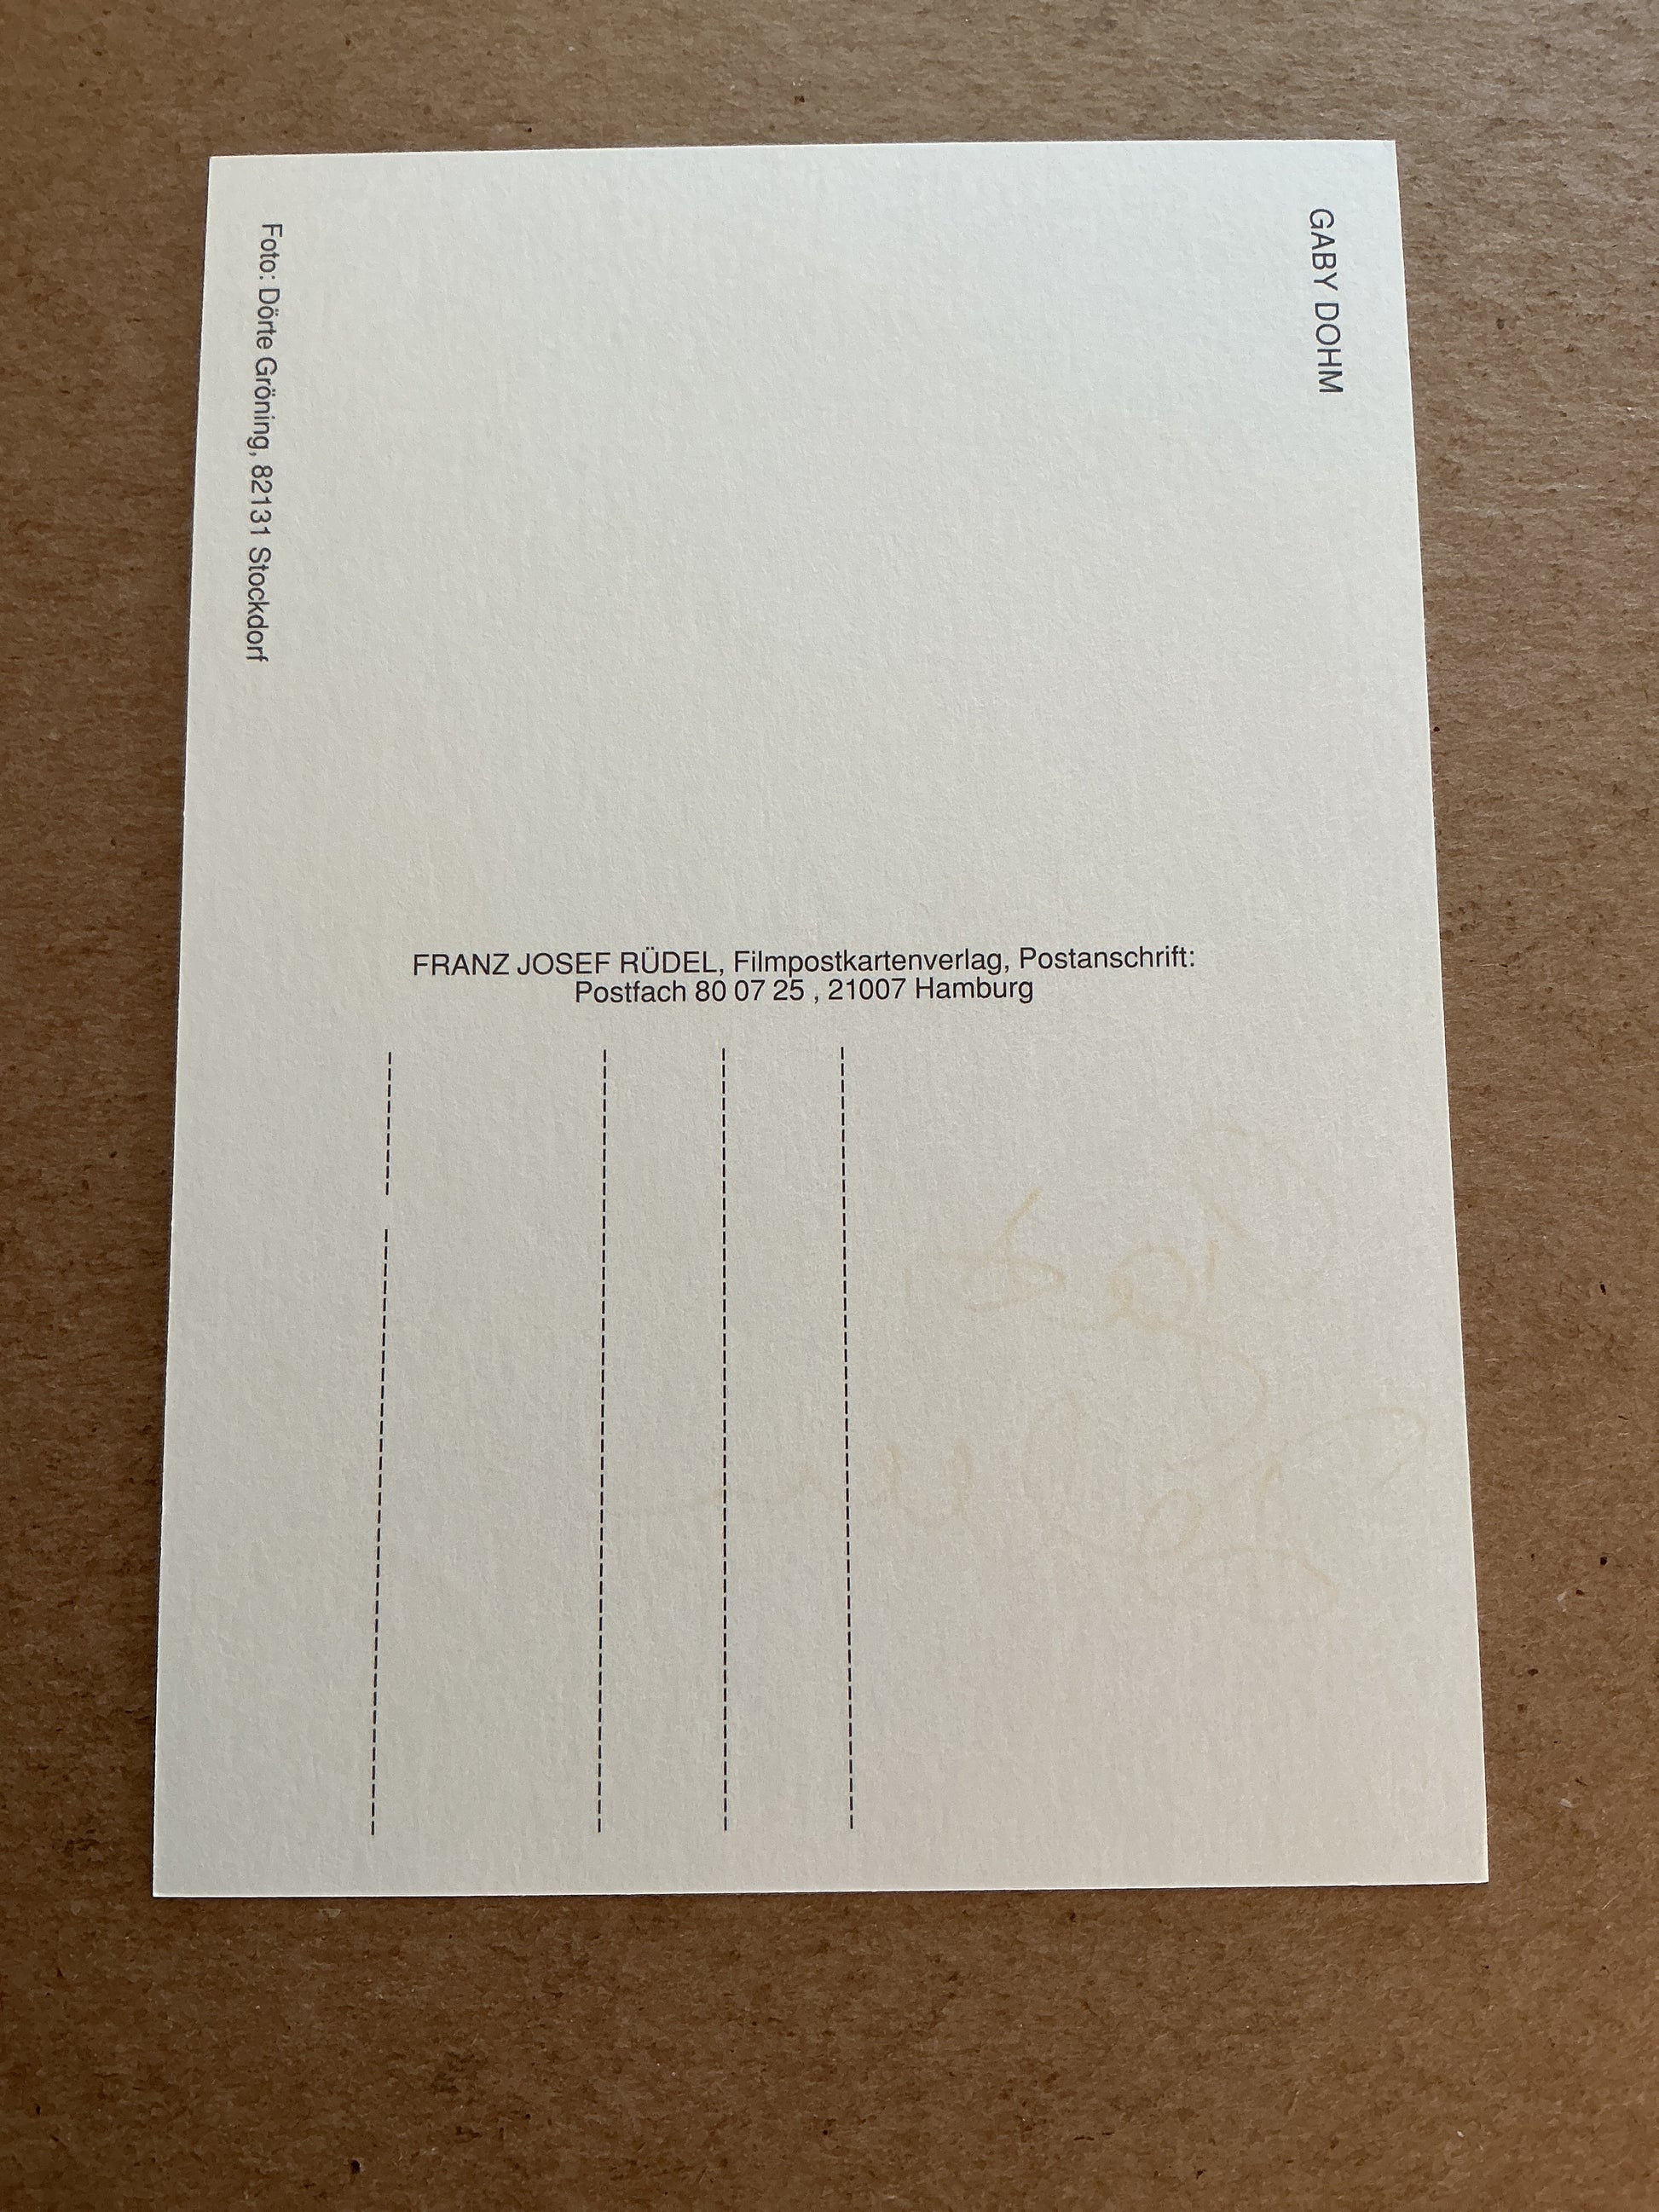 GABY DOHM
Foto: Dörte Gröning, 82131 Stockdorf
FRANZ JOSEF RÜDEL, Filmpostkartenverlag, Postanschrift:
Postfach 80 07 25 , 21007 Hamburg